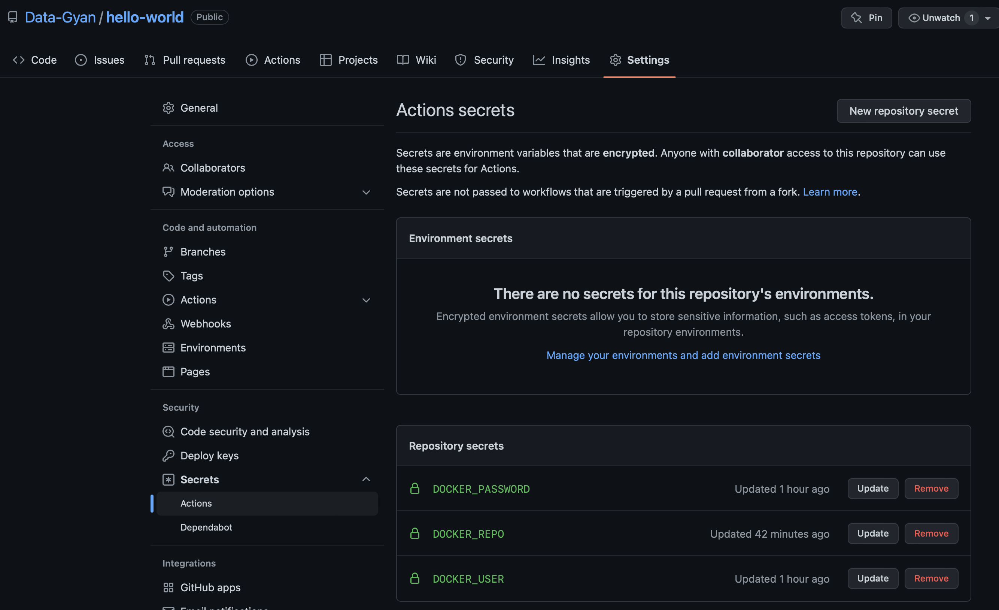 Data-Gyan / hello-world Public
Pin
Unwatch 1
Code Issues Pull requests Actions Projects Wiki Security Insights Settings
General
Access
Collaborators
Moderation options
Code and automation
Branches
Tags
Actions
Webhooks
Environments
Pages
Security
Code security and analysis
Deploy keys
Secrets
Actions
Dependabot
Integrations
GitHub apps
Email notifications
Actions secrets
New repository secret
Secrets are environment variables that are encrypted. Anyone with collaborator access to this repository can use
these secrets for Actions.
Secrets are not passed to workflows that are triggered by a pull request from a fork. Learn more.
Environment secrets
There are no secrets for this repository's environments.
Encrypted environment secrets allow you to store sensitive information, such as access tokens, in your
repository environments.
Manage your environments and add environment secrets
Repository secrets
DOCKER_PASSWORD Updated 1 hour ago Update Remove
DOCKER_REPO Updated 42 minutes ago Update Remove
DOCKER_USER Updated 1 hour ago Update Remove